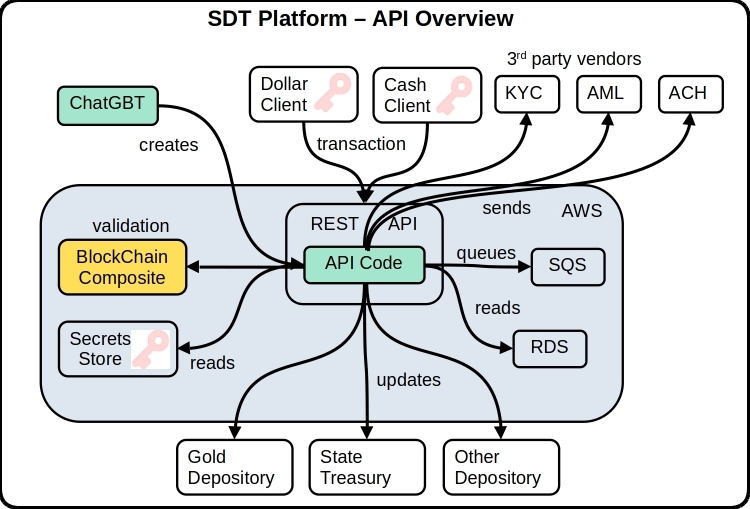 SDT Platform – API Overview
3rd party vendors
Dollar
Client
Cash
Client
KYC
AML
ACH
ChatGBT
creates
transaction
sends
AWS
validation
REST API
BlockChain
Composite
API Code
queues
SQS
reads
Secrets
Store
reads
RDS
updates
Gold
Depository
State
Treasury
Other
Depository